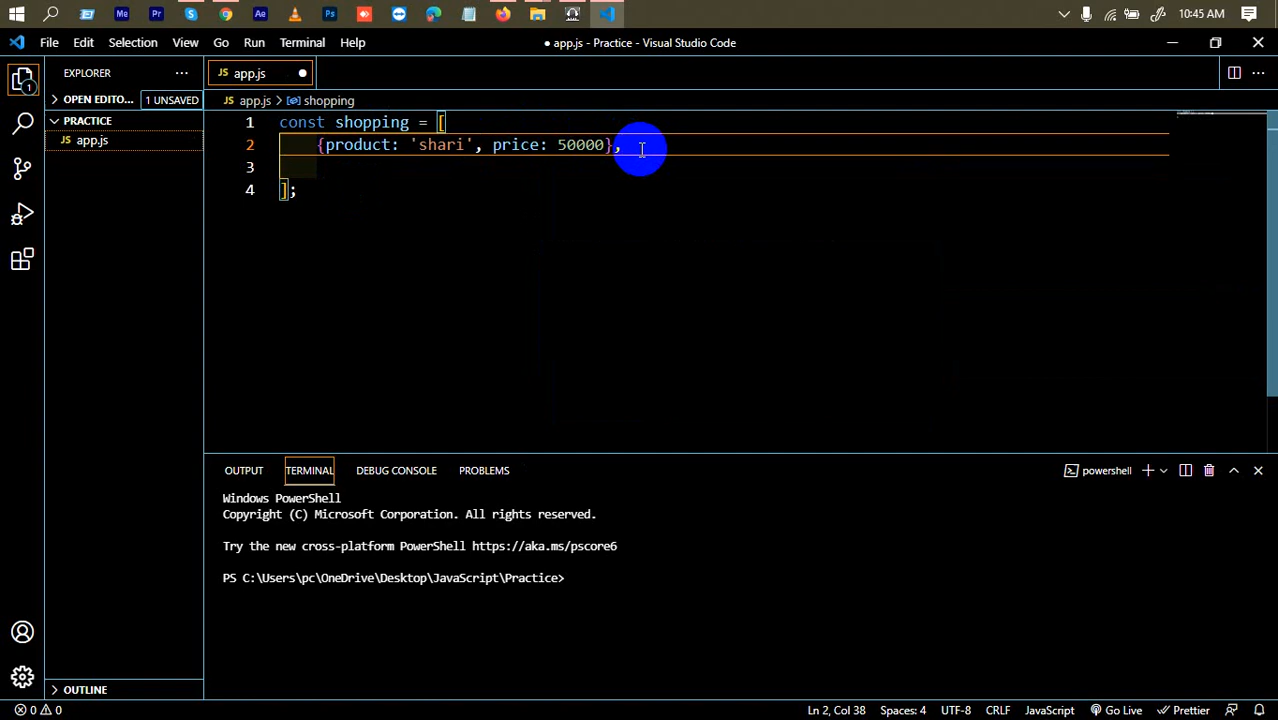 Me
Pr
Ae
Ps
10:45 AM
File Edit Selection View Go Run Terminal Help
● app.js - Practice - Visual Studio Code
EXPLORER
OPEN EDITO...
1 UNSAVED
PRACTICE
app.js
OUTLINE
JS app.js
JS app.js > shopping
1 const shopping = [
2 {product: 'shari', price: 50000},
3
4 ];
OUTPUT TERMINAL DEBUG CONSOLE PROBLEMS
powershell
Windows PowerShell
Copyright (C) Microsoft Corporation. All rights reserved.
Try the new cross-platform PowerShell https://aka.ms/pscore6
PS C:\Users\pc\OneDrive\Desktop\JavaScript\Practice>
0 0
Ln 2, Col 38 Spaces: 4 UTF-8 CRLF JavaScript Go Live Prettier